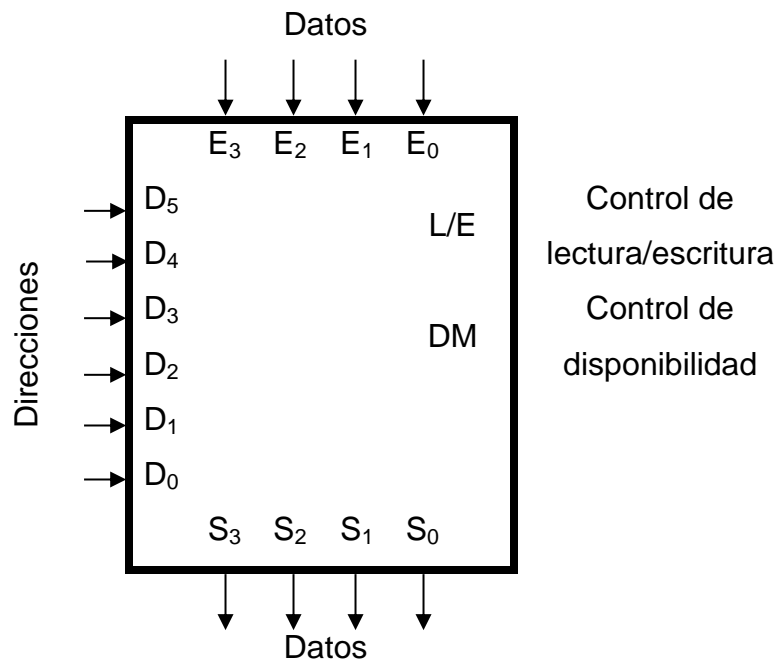 Datos
E₃ E₂ E₁ E₀
D₅
D₄
D₃
D₂
D₁
D₀
Direcciones
L/E
DM
Control de
lectura/escritura
Control de
disponibilidad
S₃ S₂ S₁ S₀
Datos